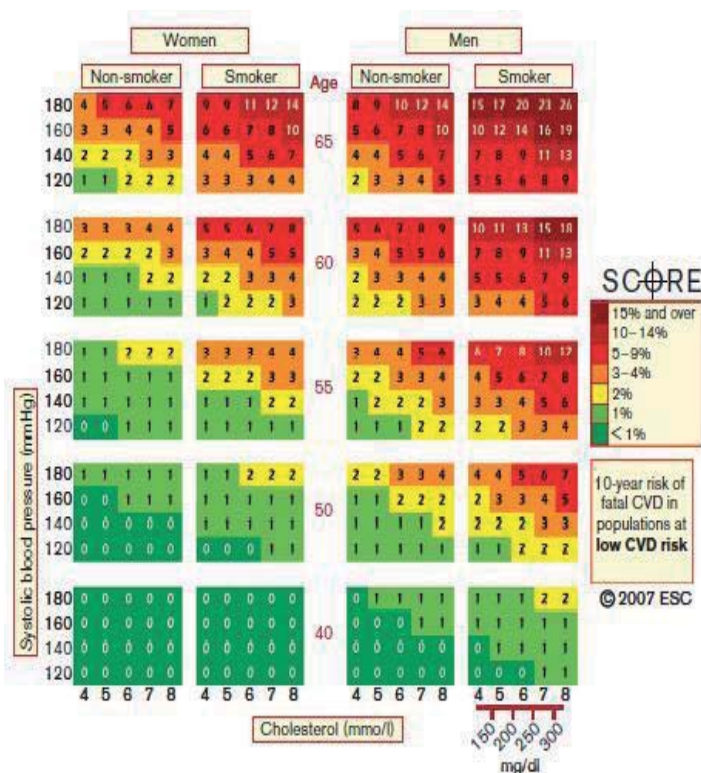 Women Men
Non-smoker Smoker Age Non-smoker Smoker
180 4 5 6 6 7 9 9 11 12 14 8 9 10 12 14 15 17 20 23 26
160 3 3 4 4 5 6 6 7 8 10 5 6 7 8 10 10 12 14 16 19
65
140 2 2 2 3 3 4 4 5 6 7 4 4 5 6 7 7 8 9 11 13
120 1 1 2 2 2 3 3 3 4 4 2 3 3 4 5 5 5 6 8 9
180 3 3 3 4 4 5 5 6 7 8 5 6 7 8 9 10 11 13 15 18
160 2 2 2 2 3 3 4 4 5 5 3 4 5 5 6 7 8 9 11 13
60
140 1 1 1 2 2 2 2 3 3 4 2 3 3 4 4 5 5 6 7 9
120 1 1 1 1 1 1 2 2 2 3 2 2 2 3 3 3 4 4 5 6
180 1 1 2 2 2 3 3 3 4 4 3 4 4 5 6 6 7 8 10 12
160 1 1 1 1 1 2 2 2 3 3 2 2 3 3 4 4 5 6 7 8
55
140 1 1 1 1 1 1 1 1 2 2 1 2 2 2 3 3 3 4 5 6
120 0 0 1 1 1 1 1 1 1 1 1 1 1 2 2 2 2 3 3 4
180 1 1 1 1 1 1 1 2 2 2 2 2 3 3 4 4 4 5 6 7
160 0 0 1 1 1 1 1 1 1 1 1 1 2 2 2 2 3 3 4 5
50
140 0 0 0 0 0 1 1 1 1 1 1 1 1 1 2 2 2 2 3 3
120 0 0 0 0 0 0 0 0 1 1 1 1 1 1 1 1 1 2 2 2
180 0 0 0 0 0 0 0 0 0 0 0 1 1 1 1 1 1 1 2 2
160 0 0 0 0 0 0 0 0 0 0 0 0 0 1 1 1 1 1 1 1
40
140 0 0 0 0 0 0 0 0 0 0 0 0 0 0 0 0 1 1 1 1
120 0 0 0 0 0 0 0 0 0 0 0 0 0 0 0 0 0 0 1 1
4 5 6 7 8 4 5 6 7 8 4 5 6 7 8 4 5 6 7 8
Systolic blood pressure (mmHg)
Cholesterol (mmo/l)
150 200 250 300
mg/dl
SCORE
15% and over
10–14%
5–9%
3–4%
2%
1%
<1%
10-year risk of
fatal CVD in
populations at
low CVD risk
© 2007 ESC